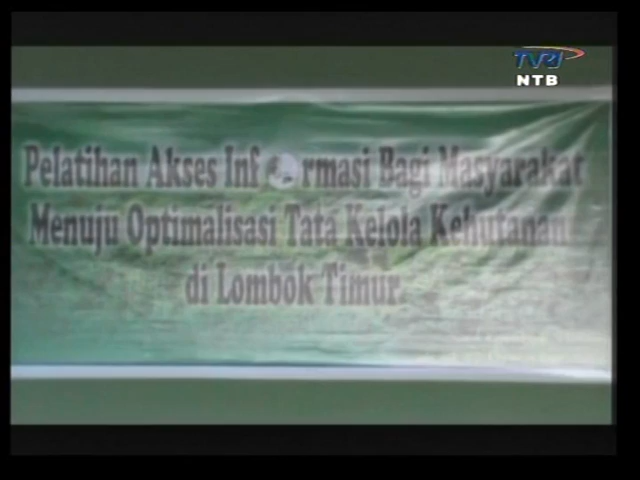 TVRI
NTB
Pelatihan Akses Informasi Bagi Masyarakat
Menuju Optimalisasi Tata Kelola Kehutanan
di Lombok Timur.